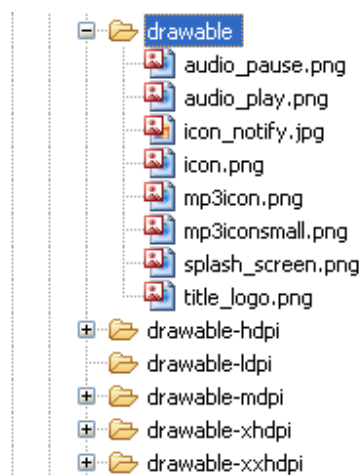 drawable
audio_pause.png
audio_play.png
icon_notify.jpg
icon.png
mp3icon.png
mp3iconsmall.png
splash_screen.png
title_logo.png
drawable-hdpi
drawable-ldpi
drawable-mdpi
drawable-xhdpi
drawable-xxhdpi